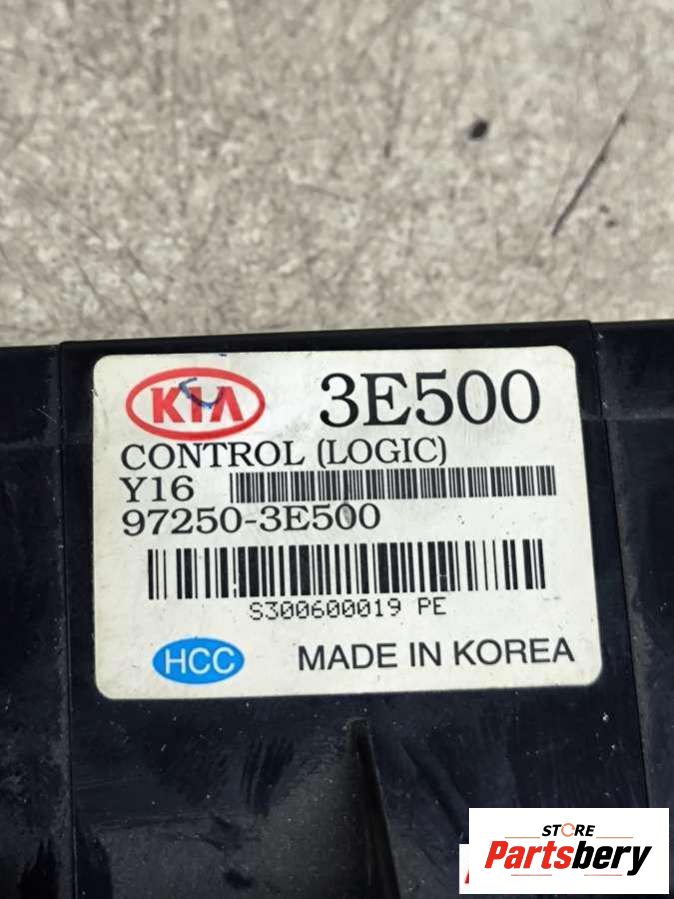 KIA 3E500
CONTROL (LOGIC)
Y16
97250-3E500
S300600019 PE
HCC MADE IN KOREA
STORE
Partsbery